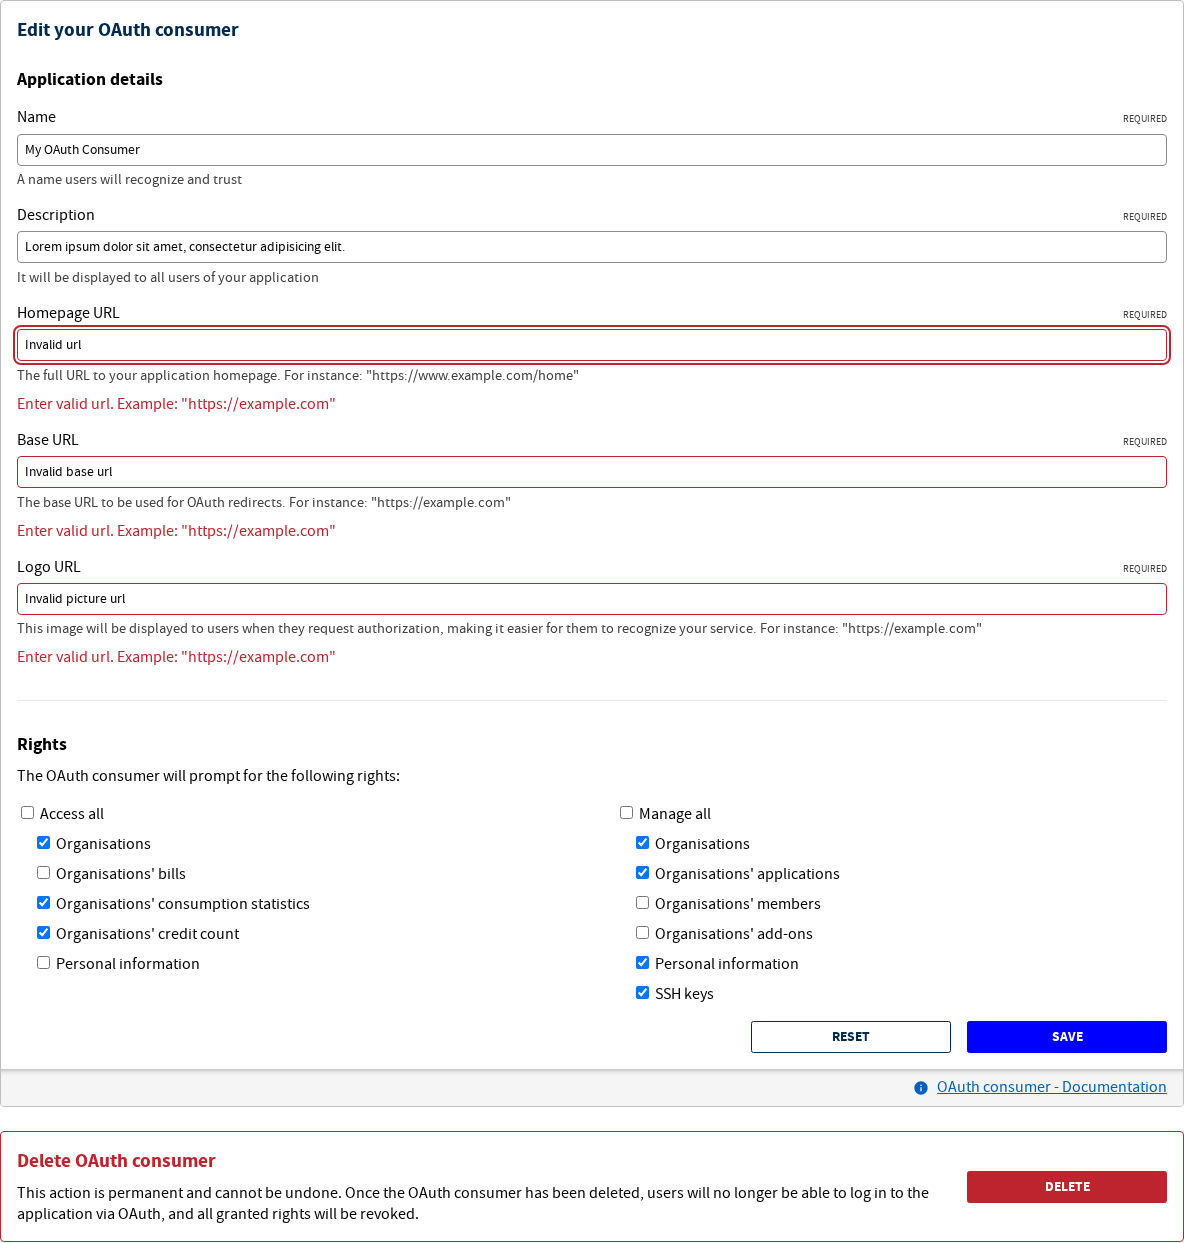 Edit your OAuth consumer
Application details
Name
REQUIRED
My OAuth Consumer
A name users will recognize and trust
Description
REQUIRED
Lorem ipsum dolor sit amet, consectetur adipisicing elit.
It will be displayed to all users of your application
Homepage URL
REQUIRED
Invalid url
The full URL to your application homepage. For instance: "https://www.example.com/home"
Enter valid url. Example: "https://example.com"
Base URL
REQUIRED
Invalid base url
The base URL to be used for OAuth redirects. For instance: "https://example.com"
Enter valid url. Example: "https://example.com"
Logo URL
REQUIRED
Invalid picture url
This image will be displayed to users when they request authorization, making it easier for them to recognize your service. For instance: "https://example.com"
Enter valid url. Example: "https://example.com"
Rights
The OAuth consumer will prompt for the following rights:
Access all
Organisations
Organisations' bills
Organisations' consumption statistics
Organisations' credit count
Personal information
Manage all
Organisations
Organisations' applications
Organisations' members
Organisations' add-ons
Personal information
SSH keys
RESET
SAVE
OAuth consumer - Documentation
Delete OAuth consumer
This action is permanent and cannot be undone. Once the OAuth consumer has been deleted, users will no longer be able to log in to the
application via OAuth, and all granted rights will be revoked.
DELETE